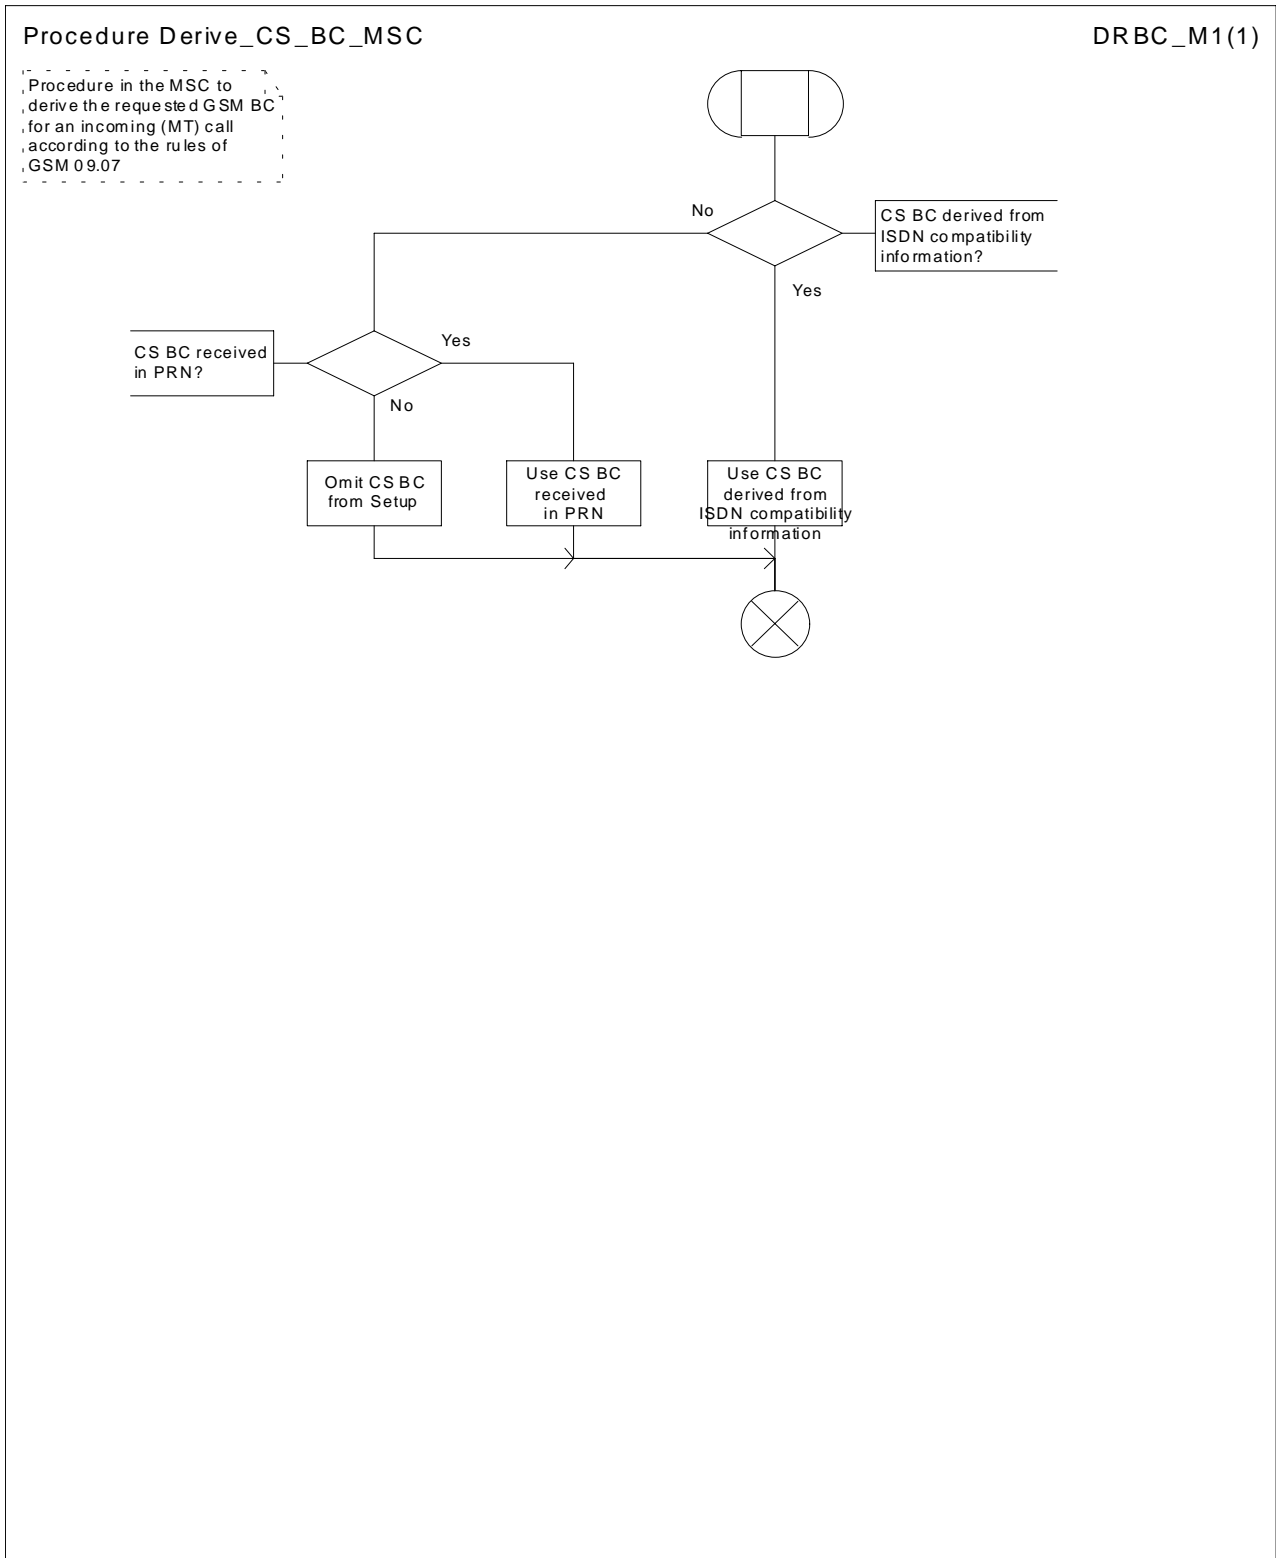 Procedure Derive_CS_BC_MSC
DRBC_M1(1)
Procedure in the MSC to
derive the requested GSM BC
for an incoming (MT) call
according to the rules of
GSM 09.07
No
CS BC derived from
ISDN compatibility
information?
Yes
CS BC received
in PRN?
Yes
No
Omit CS BC
from Setup
Use CS BC
received
in PRN
Use CS BC
derived from
ISDN compatibility
information